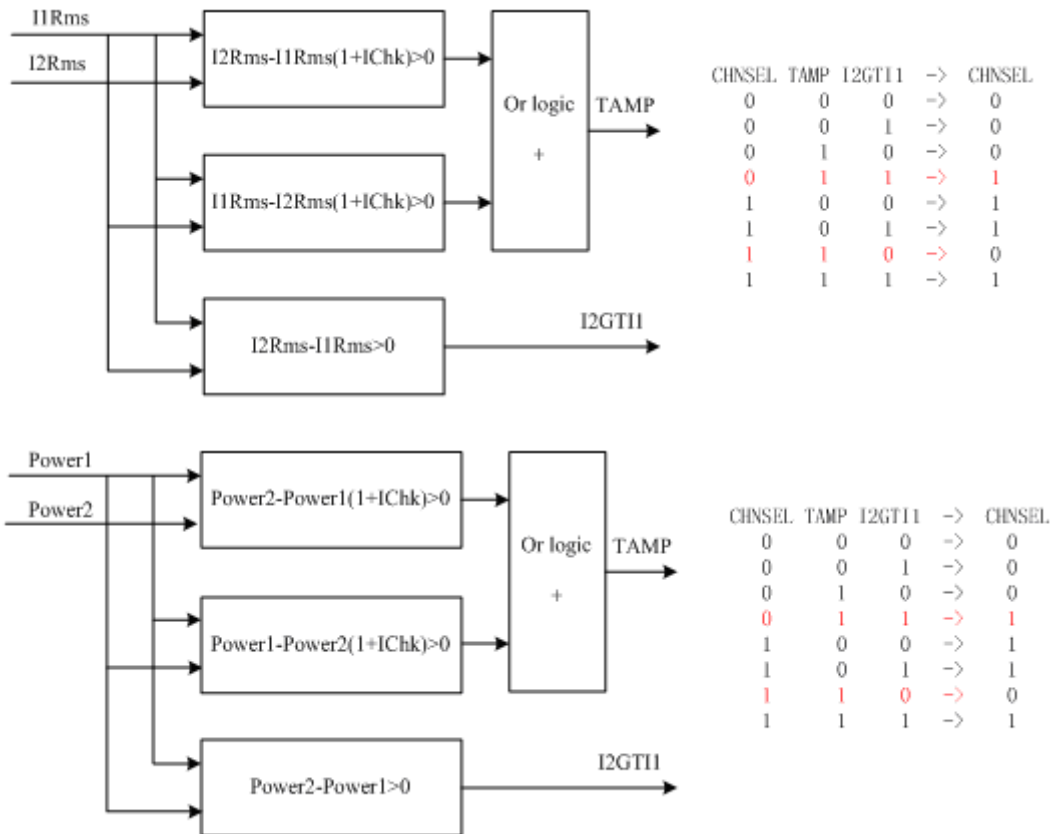 I1Rms
I2Rms
I2Rms-I1Rms(1+IChk)>0
I1Rms-I2Rms(1+IChk)>0
I2Rms-I1Rms>0
Or logic
+
TAMP
I2GTI1
CHNSEL TAMP I2GTI1 -> CHNSEL
0 0 0 -> 0
0 0 1 -> 0
0 1 0 -> 0
0 1 1 -> 1
1 0 0 -> 1
1 0 1 -> 1
1 1 0 -> 0
1 1 1 -> 1
Power1
Power2
Power2-Power1(1+IChk)>0
Power1-Power2(1+IChk)>0
Power2-Power1>0
Or logic
+
TAMP
I2GTI1
CHNSEL TAMP I2GTI1 -> CHNSEL
0 0 0 -> 0
0 0 1 -> 0
0 1 0 -> 0
0 1 1 -> 1
1 0 0 -> 1
1 0 1 -> 1
1 1 0 -> 0
1 1 1 -> 1